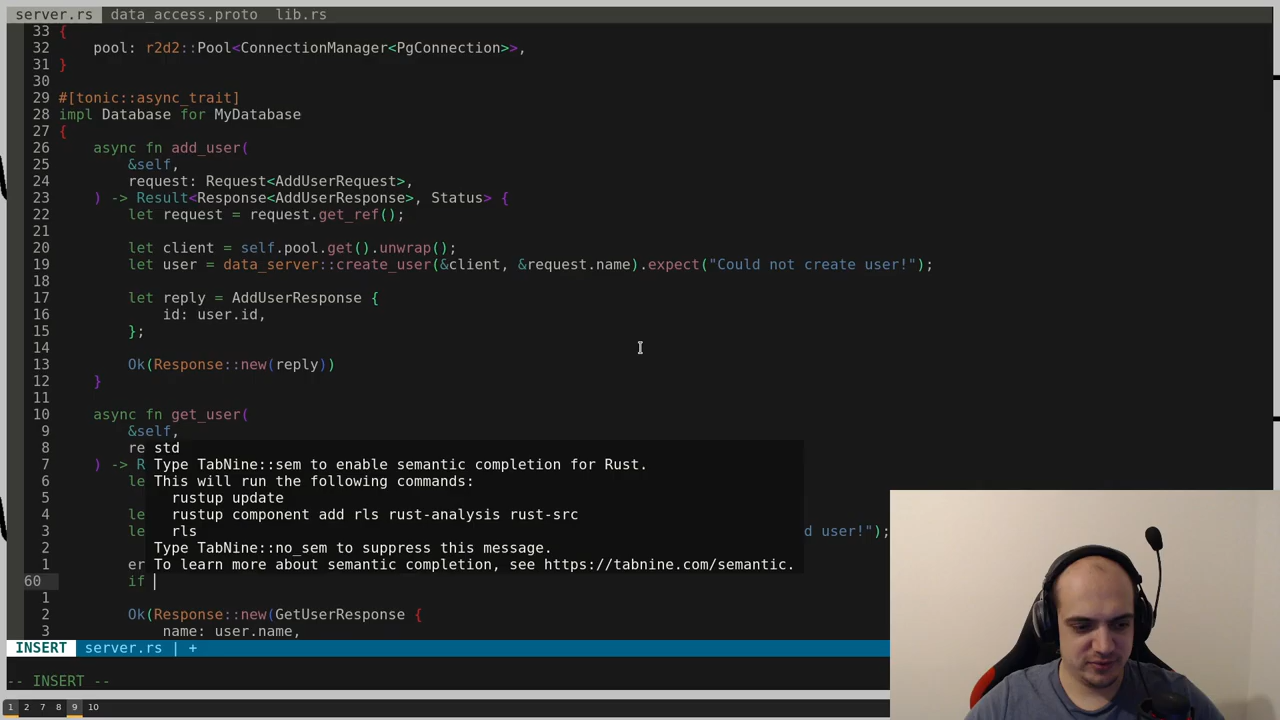 server.rs data_access.proto lib.rs
33 {
32 pool: r2d2::Pool<ConnectionManager<PgConnection>>,
31 }
30
29 #[tonic::async_trait]
28 impl Database for MyDatabase
27 {
26 async fn add_user(
25 &self,
24 request: Request<AddUserRequest>,
23 ) -> Result<Response<AddUserResponse>, Status> {
22 let request = request.get_ref();
21
20 let client = self.pool.get().unwrap();
19 let user = data_server::create_user(&client, &request.name).expect("Could not create user!");
18
17 let reply = AddUserResponse {
16 id: user.id,
15 };
14
13 Ok(Response::new(reply))
12 }
11
10 async fn get_user(
9 &self,
8 re std
7 ) -> R Type TabNine::sem to enable semantic completion for Rust.
6 le This will run the following commands:
5 rustup update
4 le rustup component add rls rust-analysis rust-src
3 le rls d user!");
2 Type TabNine::no_sem to suppress this message.
1 er To learn more about semantic completion, see https://tabnine.com/semantic.
60 if
1
2 Ok(Response::new(GetUserResponse {
3 name: user.name,
INSERT server.rs | +
-- INSERT --
1 2 7 6 8 9 10